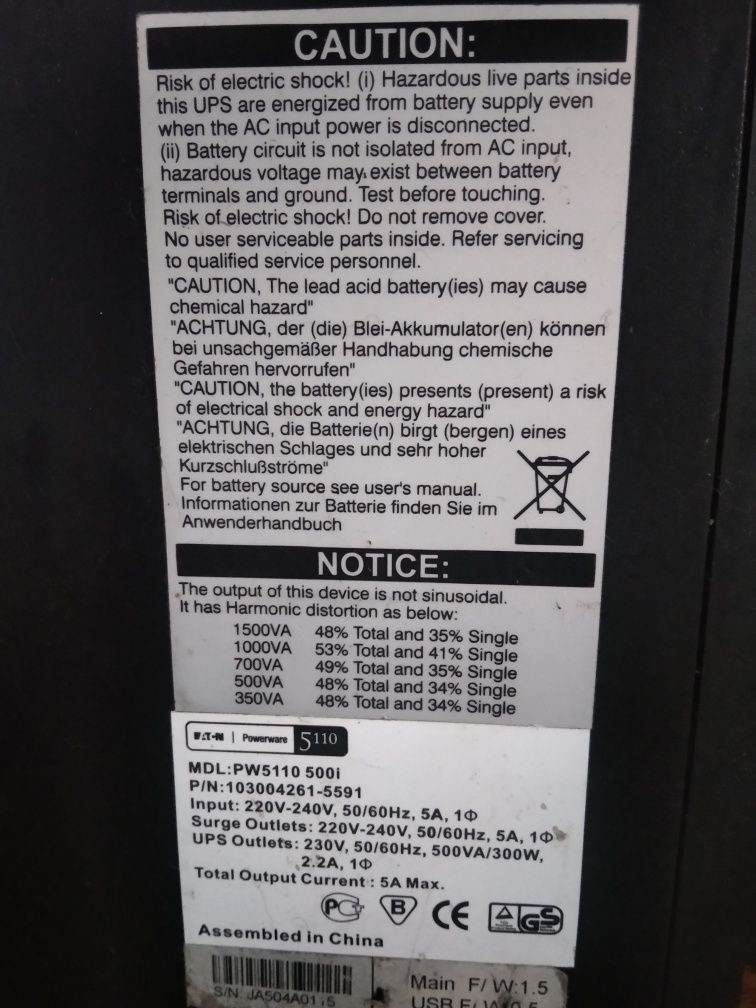 CAUTION:
Risk of electric shock! (i) Hazardous live parts inside
this UPS are energized from battery supply even
when the AC input power is disconnected.
(ii) Battery circuit is not isolated from AC input,
hazardous voltage may exist between battery
terminals and ground. Test before touching.
Risk of electric shock! Do not remove cover.
No user serviceable parts inside. Refer servicing
to qualified service personnel.
"CAUTION, The lead acid battery(ies) may cause
chemical hazard"
"ACHTUNG, der (die) Blei-Akkumulator(en) können
bei unsachgemäßer Handhabung chemische
Gefahren hervorrufen"
"CAUTION, the battery(ies) presents (present) a risk
of electrical shock and energy hazard"
"ACHTUNG, die Batterie(n) birgt (bergen) eines
elektrischen Schlages und sehr hoher
Kurzschlußströme"
For battery source see user's manual.
Informationen zur Batterie finden Sie im
Anwenderhandbuch
NOTICE:
The output of this device is not sinusoidal.
It has Harmonic distortion as below:
1500VA 48% Total and 35% Single
1000VA 53% Total and 41% Single
700VA 49% Total and 35% Single
500VA 48% Total and 34% Single
350VA 48% Total and 34% Single
EATON | Powerware 5110
MDL:PW5110 500i
P/N:103004261-5591
Input: 220V-240V, 50/60Hz, 5A, 1Φ
Surge Outlets: 220V-240V, 50/60Hz, 5A, 1Φ
UPS Outlets: 230V, 50/60Hz, 500VA/300W,
2.2A, 1Φ
Total Output Current : 5A Max.
PG B CE GS
Assembled in China
Main F/W:1.5
S/N: JA504A01
USB F/W